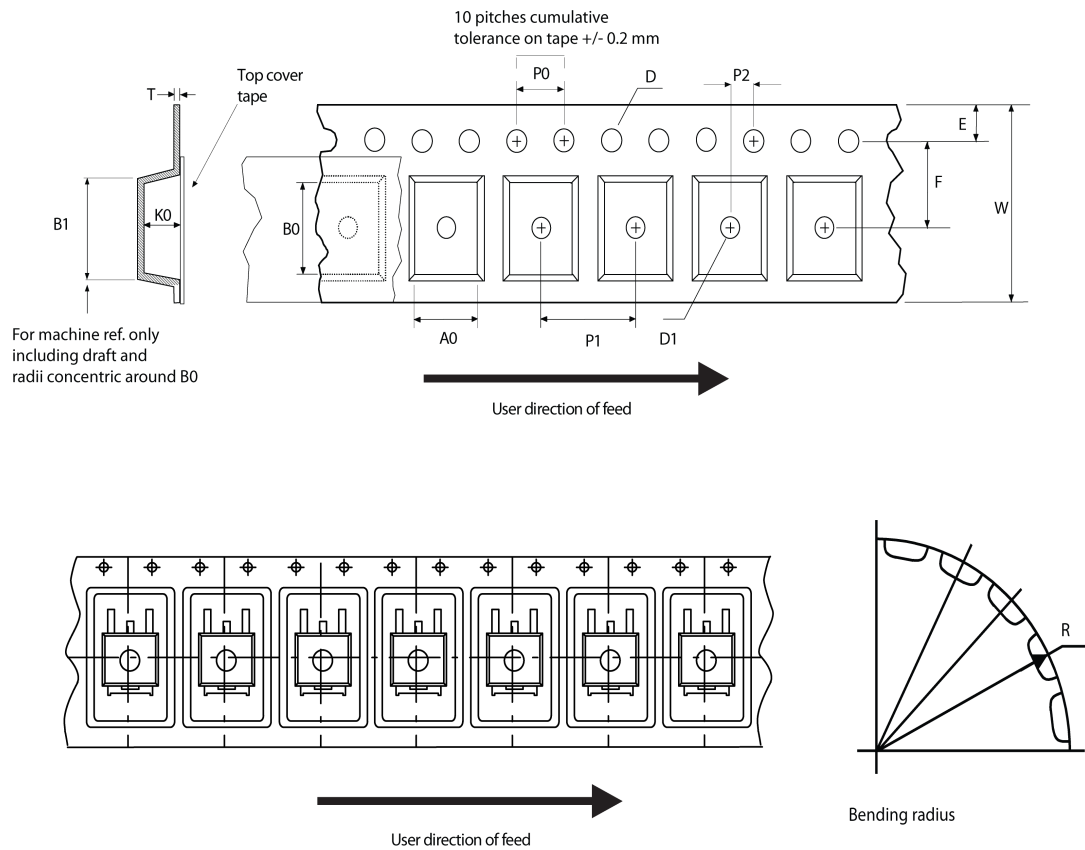 10 pitches cumulative
tolerance on tape +/- 0.2 mm
Top cover
tape
T
P0
D
P2
E
F
W
B1
K0
B0
For machine ref. only
including draft and
radii concentric around B0
A0
P1
D1
User direction of feed
R
Bending radius
User direction of feed